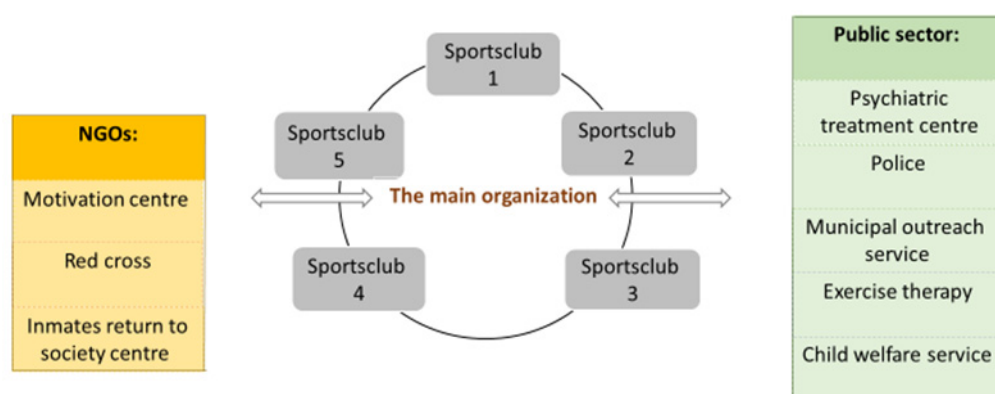 NGOs:
Motivation centre
Red cross
Inmates return to
society centre
Sportsclub
1
Sportsclub
5
Sportsclub
2
The main organization
Sportsclub
4
Sportsclub
3
Public sector:
Psychiatric
treatment centre
Police
Municipal outreach
service
Exercise therapy
Child welfare service